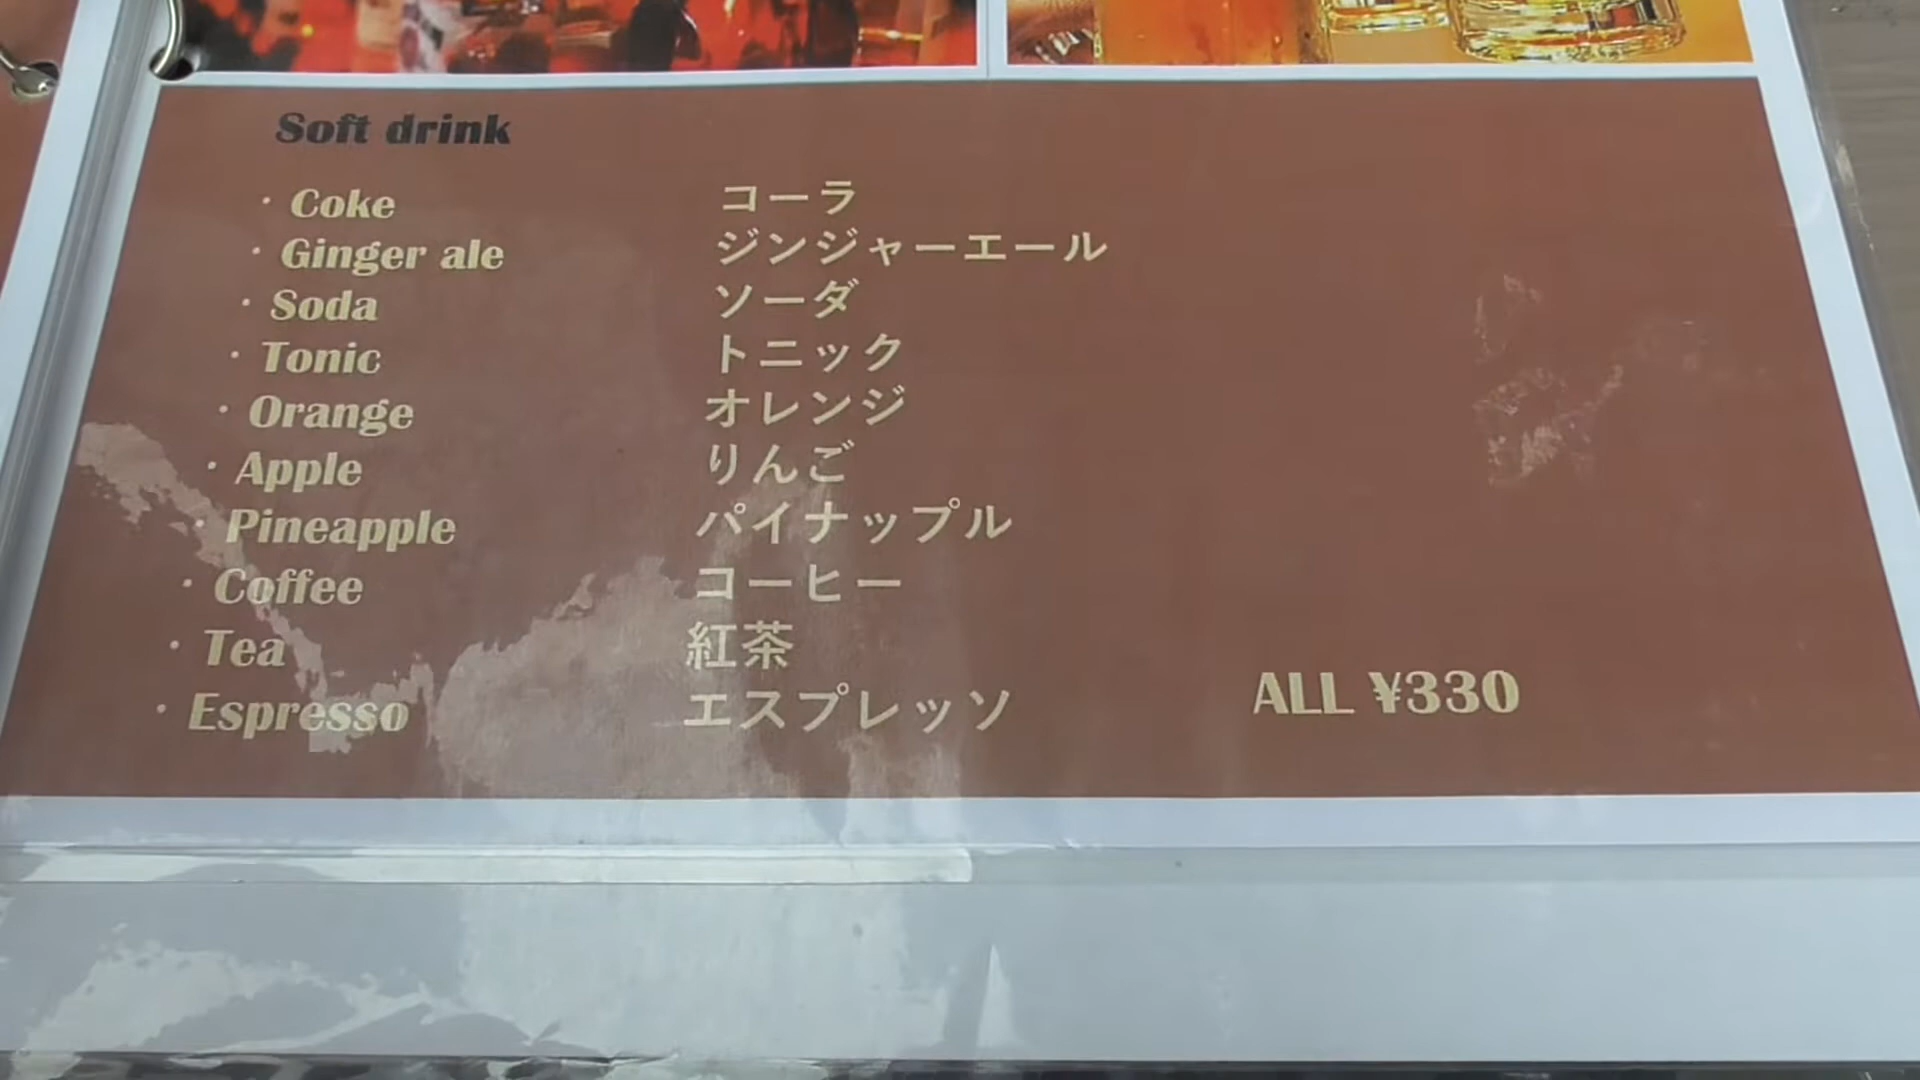 Soft drink
・Coke コーラ
・Ginger ale ジンジャーエール
・Soda ソーダ
・Tonic トニック
・Orange オレンジ
・Apple りんご
・Pineapple パイナップル
・Coffee コーヒー
・Tea 紅茶
・Espresso エスプレッソ ALL ¥330